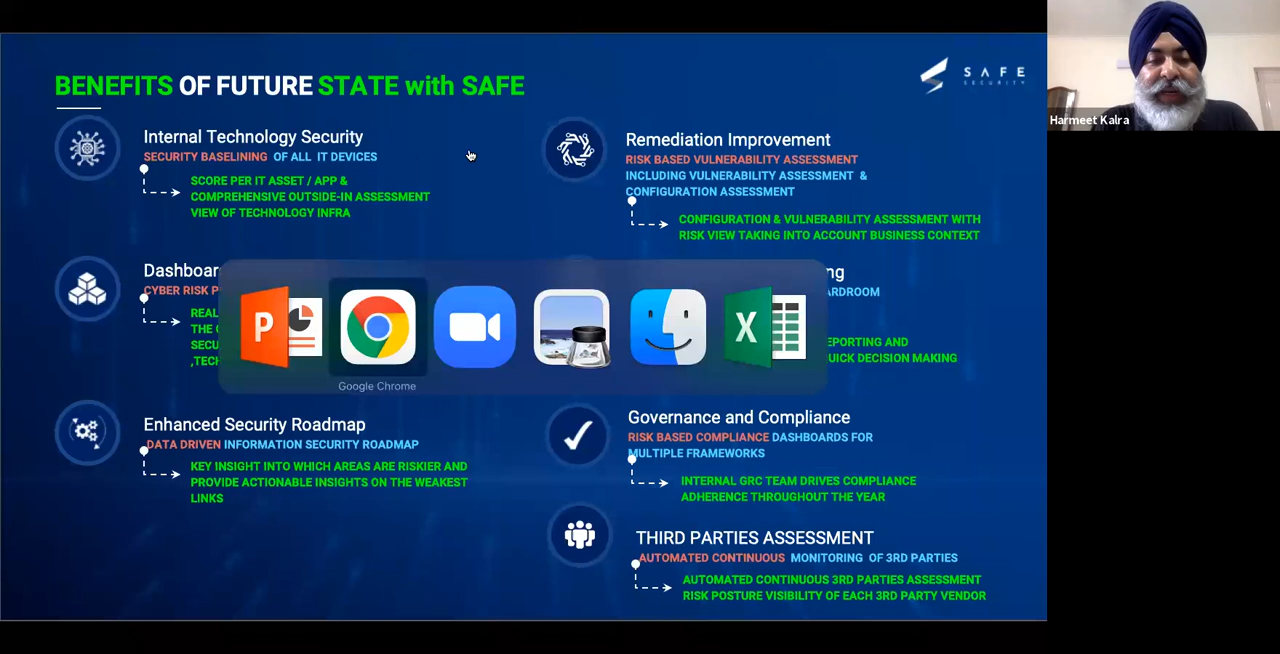 BENEFITS OF FUTURE STATE with SAFE
SAFE
SECURITY
Harmeet Kalra
Internal Technology Security
SECURITY BASELINING OF ALL IT DEVICES
SCORE PER IT ASSET / APP &
COMPREHENSIVE OUTSIDE-IN ASSESSMENT
VIEW OF TECHNOLOGY INFRA
Remediation Improvement
RISK BASED VULNERABILITY ASSESSMENT
INCLUDING VULNERABILITY ASSESSMENT &
CONFIGURATION ASSESSMENT
CONFIGURATION & VULNERABILITY ASSESSMENT WITH
RISK VIEW TAKING INTO ACCOUNT BUSINESS CONTEXT
Dashboar
CYBER RISK P
REAL
THE
SECU
,TECH
ng
ARDROOM
EPORTING AND
QUICK DECISION MAKING
P
X
Google Chrome
Enhanced Security Roadmap
DATA DRIVEN INFORMATION SECURITY ROADMAP
KEY INSIGHT INTO WHICH AREAS ARE RISKIER AND
PROVIDE ACTIONABLE INSIGHTS ON THE WEAKEST
LINKS
Governance and Compliance
RISK BASED COMPLIANCE DASHBOARDS FOR
MULTIPLE FRAMEWORKS
INTERNAL GRC TEAM DRIVES COMPLIANCE
ADHERENCE THROUGHOUT THE YEAR
THIRD PARTIES ASSESSMENT
AUTOMATED CONTINUOUS MONITORING OF 3RD PARTIES
AUTOMATED CONTINUOUS 3RD PARTIES ASSESSMENT
RISK POSTURE VISIBILITY OF EACH 3RD PARTY VENDOR